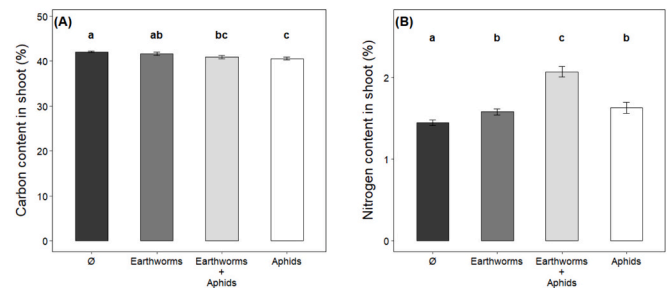 (A)
a ab bc c
50
40
30
20
10
0
Carbon content in shoot (%)
Ø Earthworms Earthworms Aphids
+
Aphids
(B)
a b c b
2
1
0
Nitrogen content in shoot (%)
Ø Earthworms Earthworms Aphids
+
Aphids